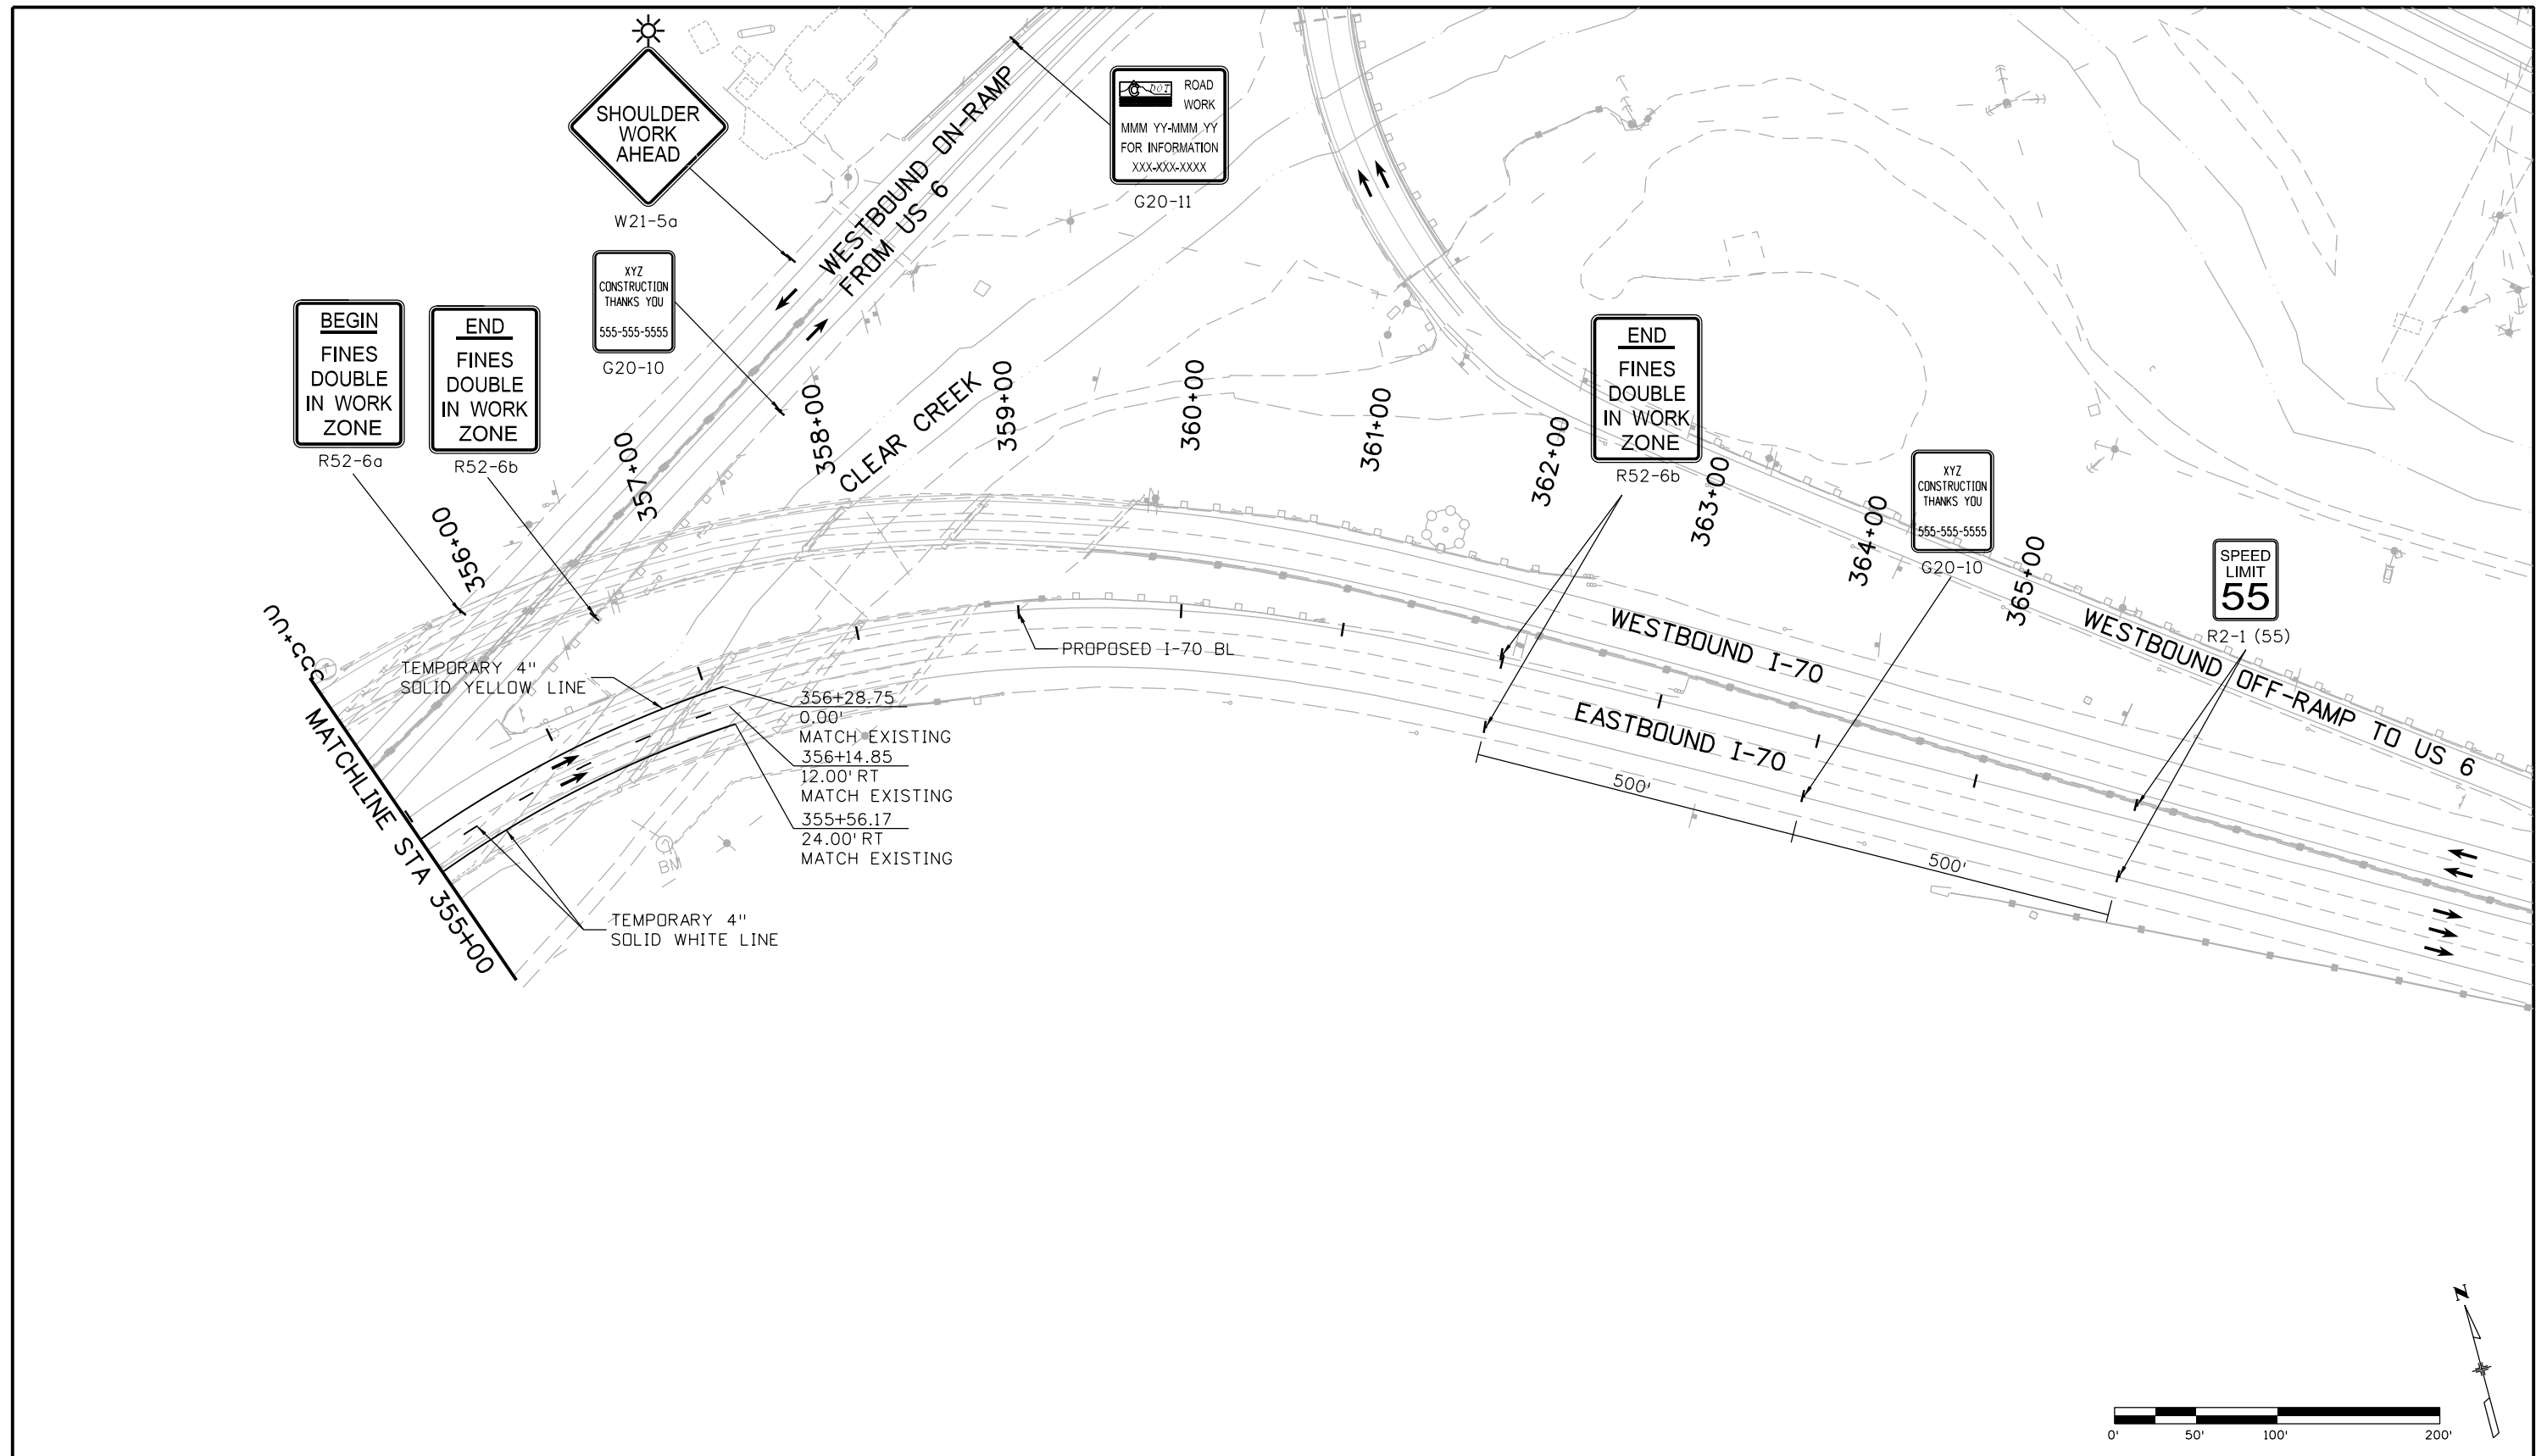 SHOULDER
WORK
AHEAD
W21-5a
DOT
ROAD
WORK
MMM YY-MMM YY
FOR INFORMATION
XXX-XXX-XXXX
G20-11
WESTBOUND ON-RAMP
FROM US 6
XYZ
CONSTRUCTION
THANKS YOU
555-555-5555
G20-10
BEGIN
FINES
DOUBLE
IN WORK
ZONE
R52-6a
END
FINES
DOUBLE
IN WORK
ZONE
R52-6b
END
FINES
DOUBLE
IN WORK
ZONE
R52-6b
XYZ
CONSTRUCTION
THANKS YOU
555-555-5555
G20-10
SPEED
LIMIT
55
R2-1 (55)
CLEAR CREEK
356+00
357+00
358+00
359+00
360+00
361+00
362+00
363+00
364+00
365+00
WESTBOUND I-70
EASTBOUND I-70
WESTBOUND OFF-RAMP TO US 6
PROPOSED I-70 BL
TEMPORARY 4"
SOLID YELLOW LINE
356+28.75
0.00'
MATCH EXISTING
356+14.85
12.00' RT
MATCH EXISTING
355+56.17
24.00' RT
MATCH EXISTING
MATCHLINE STA 355+00
BM
TEMPORARY 4"
SOLID WHITE LINE
500'
500'
N
0'
50'
100'
200'